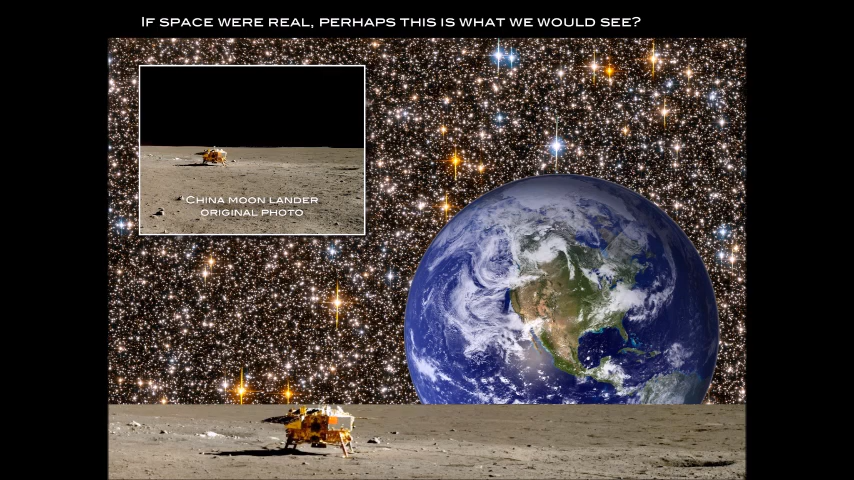 If space were real, perhaps this is what we would see?
*China moon lander
original photo